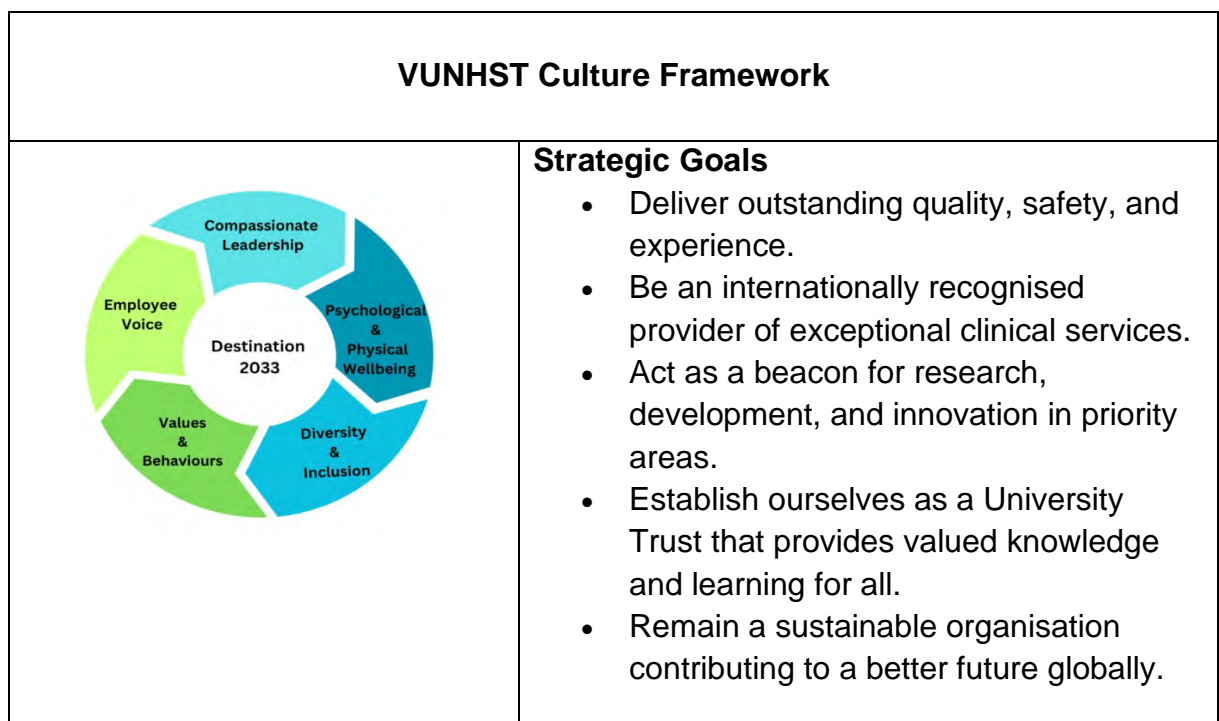 VUNHST Culture Framework
Compassionate
Leadership
Psychological
&
Physical
Wellbeing
Diversity
&
Inclusion
Values
&
Behaviours
Employee
Voice
Destination
2033
Strategic Goals
• Deliver outstanding quality, safety, and
experience.
• Be an internationally recognised
provider of exceptional clinical services.
• Act as a beacon for research,
development, and innovation in priority
areas.
• Establish ourselves as a University
Trust that provides valued knowledge
and learning for all.
• Remain a sustainable organisation
contributing to a better future globally.